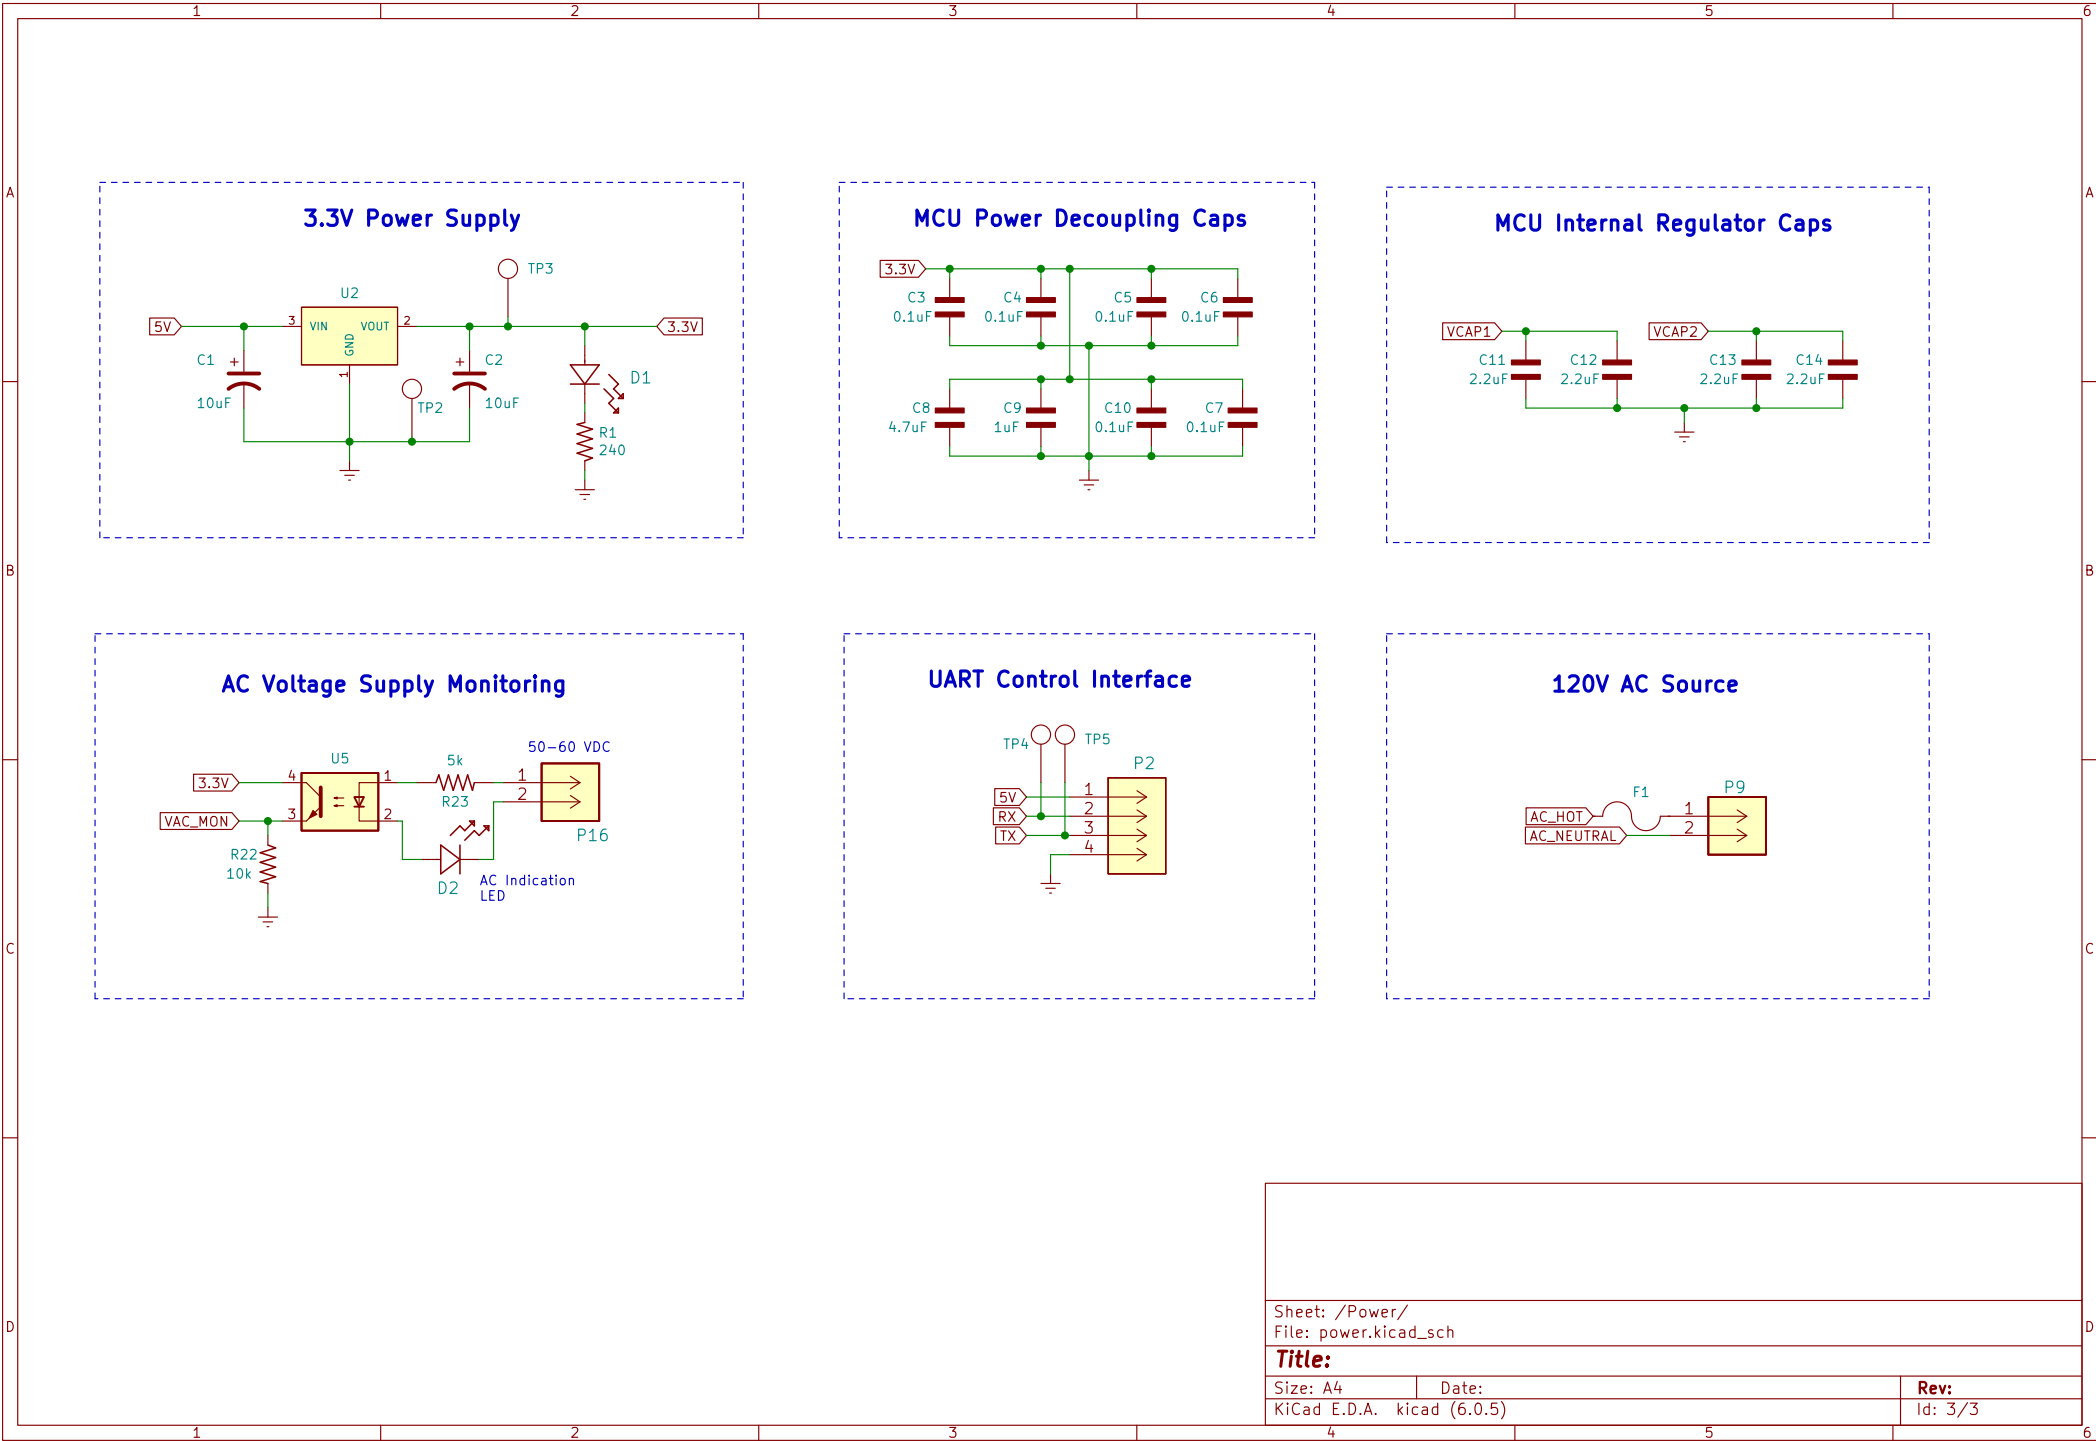 1 2 3 4 5 6
A A
B B
C C
D D
3.3V Power Supply
TP3
U2
5V
3 VIN VOUT 2
GND
1
3.3V
C1 +
10uF
TP2
+ C2
10uF
D1
R1
240
MCU Power Decoupling Caps
3.3V
C3 C4 C5 C6
0.1uF 0.1uF 0.1uF 0.1uF
C8 C9 C10 C7
4.7uF 1uF 0.1uF 0.1uF
MCU Internal Regulator Caps
VCAP1 VCAP2
C11 C12 C13 C14
2.2uF 2.2uF 2.2uF 2.2uF
AC Voltage Supply Monitoring
50-60 VDC
U5 5k
3.3V 4 1 1
R23 2
VAC_MON 3 2
P16
R22
10k
D2
AC Indication
LED
UART Control Interface
TP4 TP5
P2
5V 1
RX 2
TX 3
4
120V AC Source
F1 P9
AC_HOT 1
AC_NEUTRAL 2
Sheet: /Power/
File: power.kicad_sch
Title:
Size: A4 Date: Rev:
KiCad E.D.A. kicad (6.0.5) Id: 3/3
1 2 3 4 5 6